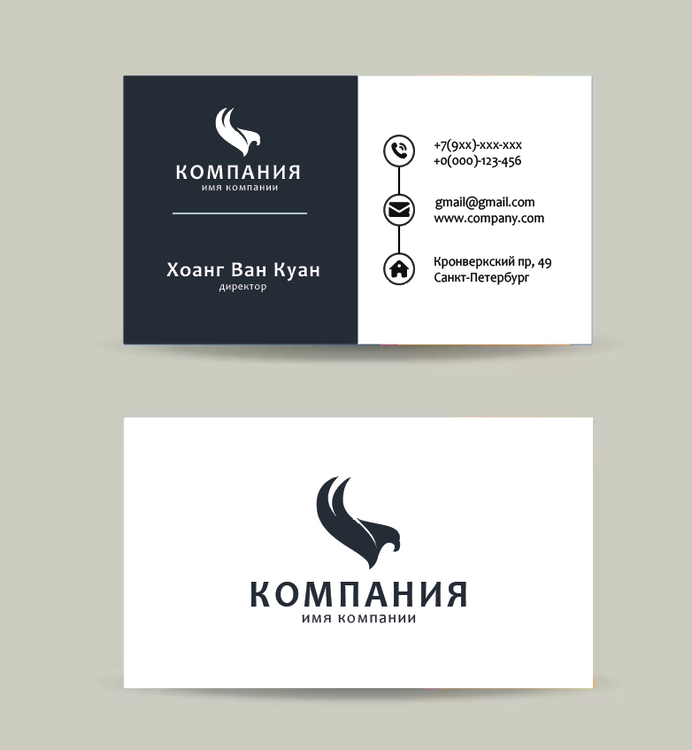 КОМПАНИЯ
имя компании
Хоанг Ван Куан
директор
+7(9xx)-xxx-xxx
+0(000)-123-456
gmail@gmail.com
www.company.com
Кронверкский пр, 49
Санкт-Петербург
КОМПАНИЯ
имя компании